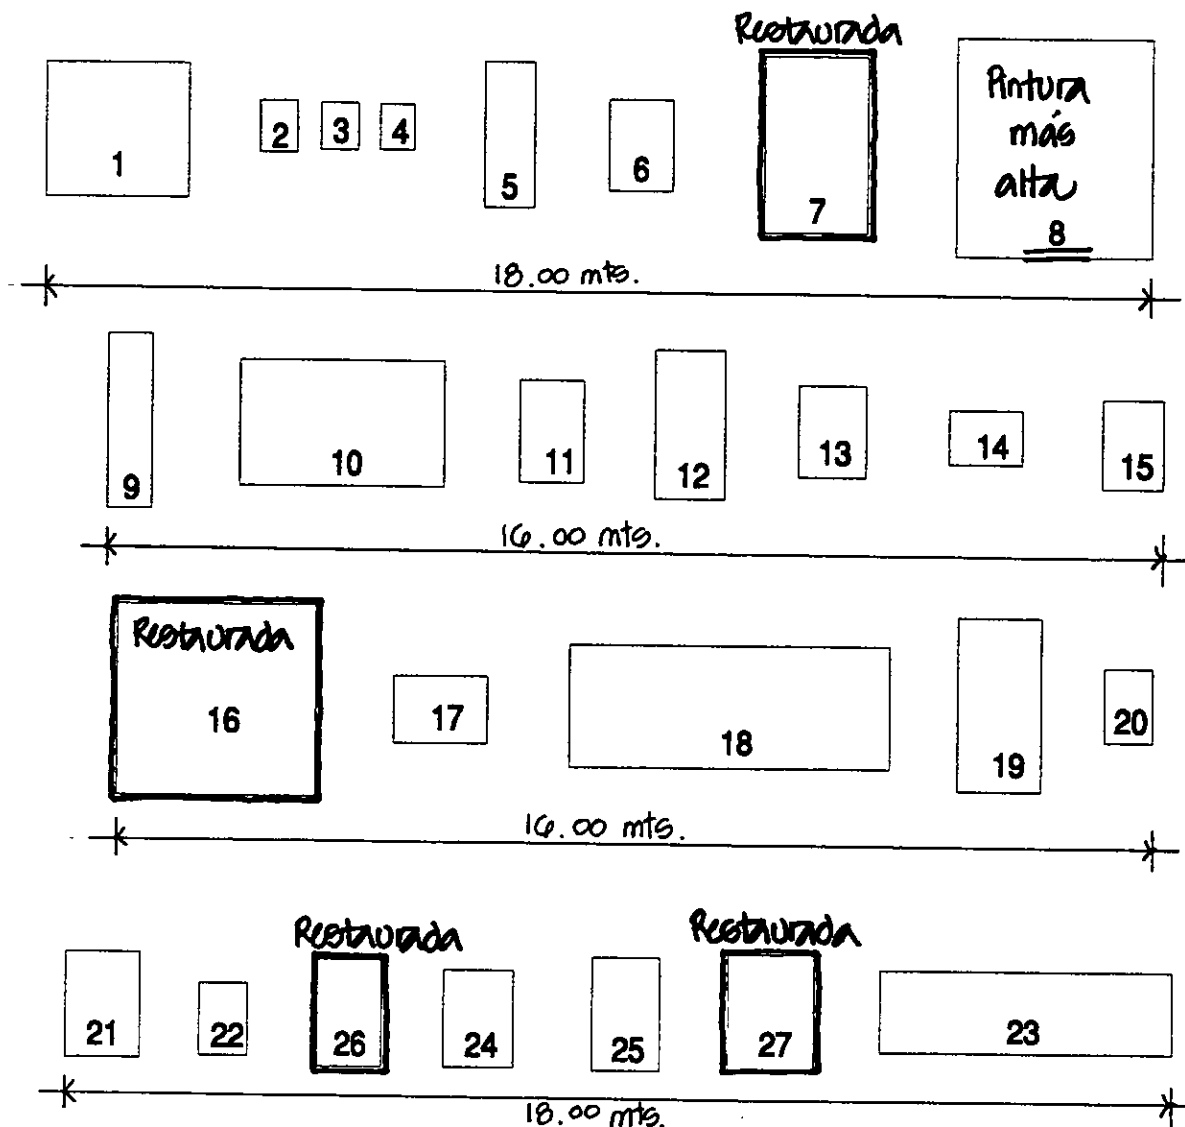 Restaurada
Pintura
más
alta
1 2 3 4 5 6 7 8
18.00 mts.
9 10 11 12 13 14 15
16.00 mts.
Restaurada
16 17 18 19 20
16.00 mts.
Restaurada Restaurada
21 22 26 24 25 27 23
18.00 mts.